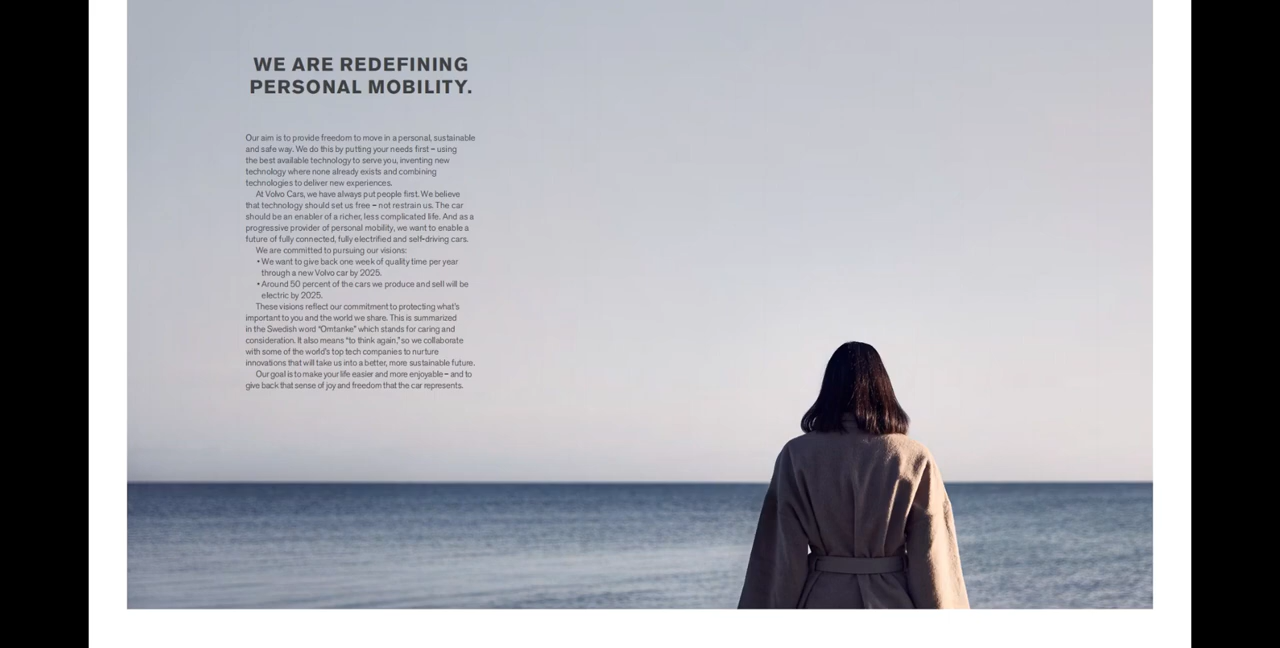 WE ARE REDEFINING
PERSONAL MOBILITY.
Our aim is to provide freedom to move in a personal, sustainable
and safe way. We do this by putting your needs first – using
the best available technology to serve you, inventing new
technology where none already exists and combining
technologies to deliver new experiences.
At Volvo Cars, we have always put people first. We believe
that technology should set us free – not restrain us. The car
should be an enabler of a richer, less complicated life. And as a
progressive provider of personal mobility, we want to enable a
future of fully connected, fully electrified and self-driving cars.
We are committed to pursuing our visions:
• We want to give back one week of quality time per year
through a new Volvo car by 2025.
• Around 50 percent of the cars we produce and sell will be
electric by 2025.
These visions reflect our commitment to protecting what's
important to you and the world we share. This is summarized
in the Swedish word “Omtanke” which stands for caring and
consideration. It also means “to think again,” so we collaborate
with some of the world's top tech companies to nurture
innovations that will take us into a better, more sustainable future.
Our goal is to make your life easier and more enjoyable – and to
give back that sense of joy and freedom that the car represents.